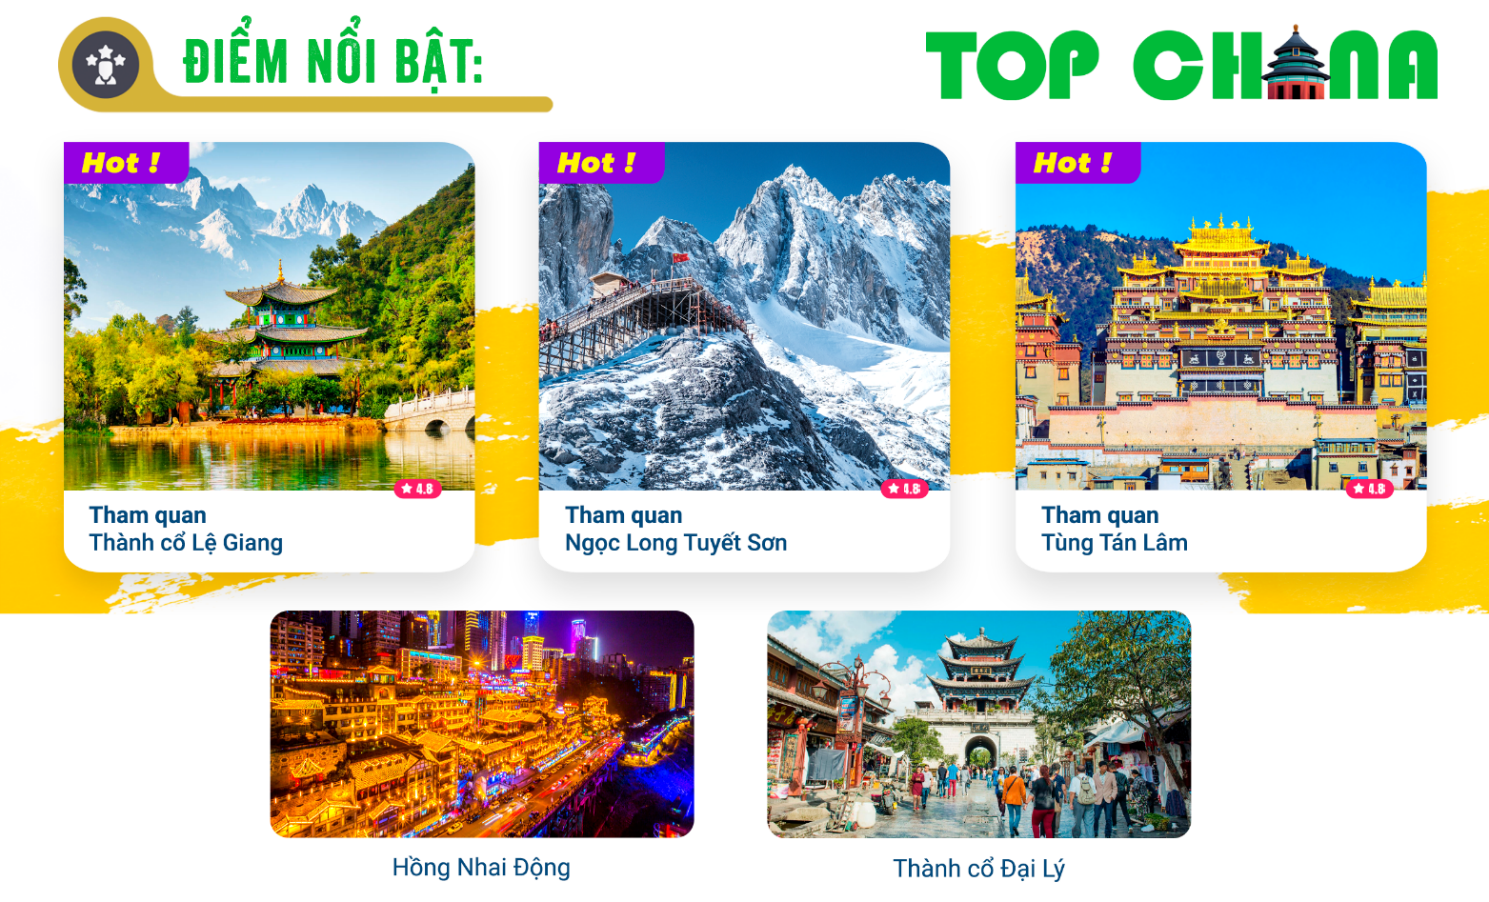 ĐIỂM NỔI BẬT:
TOP CHINA
Hot !
Hot !
Hot !
4.8
4.8
4.8
Tham quan
Thành cổ Lệ Giang
Tham quan
Ngọc Long Tuyết Sơn
Tham quan
Tùng Tán Lâm
Hồng Nhai Động
Thành cổ Đại Lý